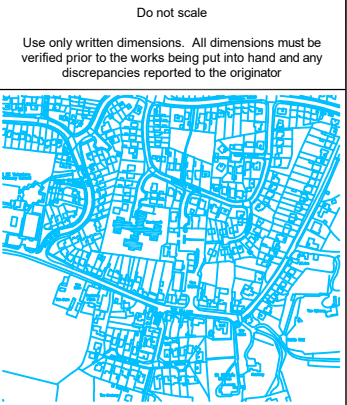 Do not scale
Use only written dimensions. All dimensions must be
verified prior to the works being put into hand and any
discrepancies reported to the originator